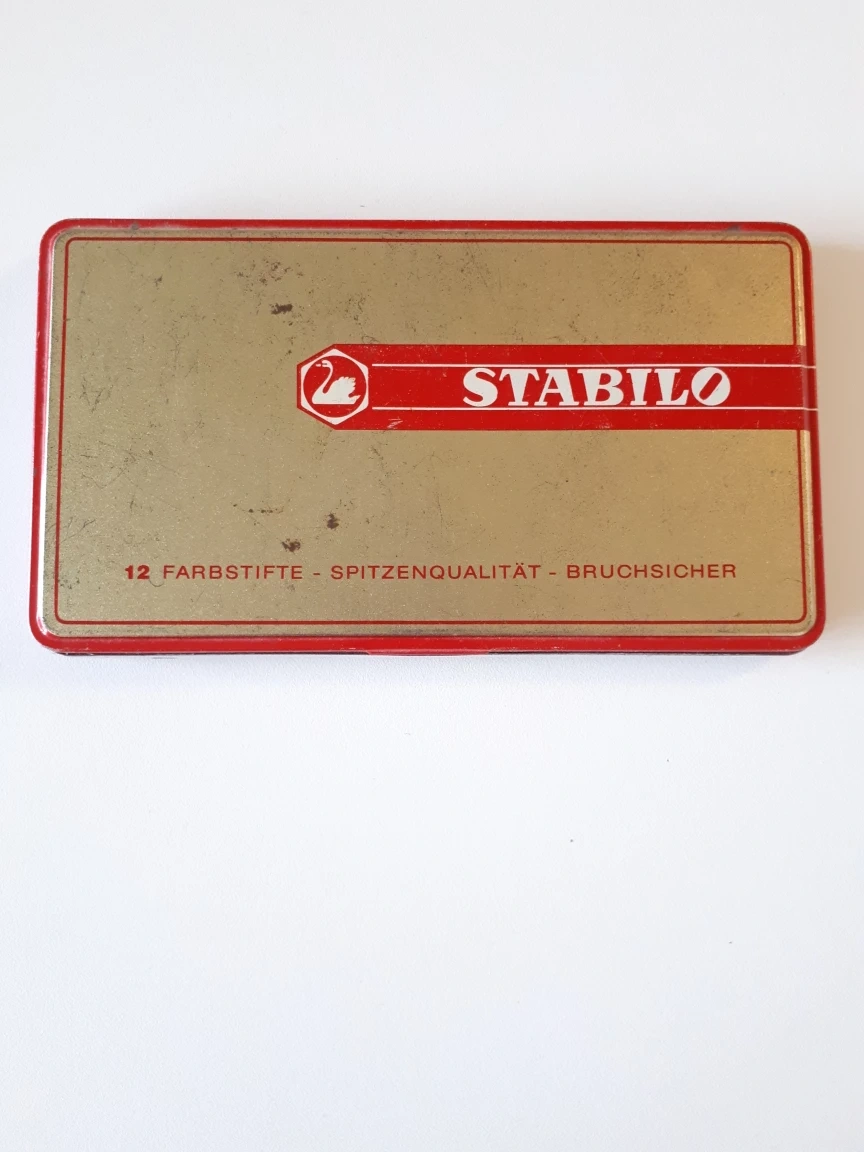 STABILO
12 FARBSTIFTE - SPITZENQUALITÄT - BRUCHSICHER